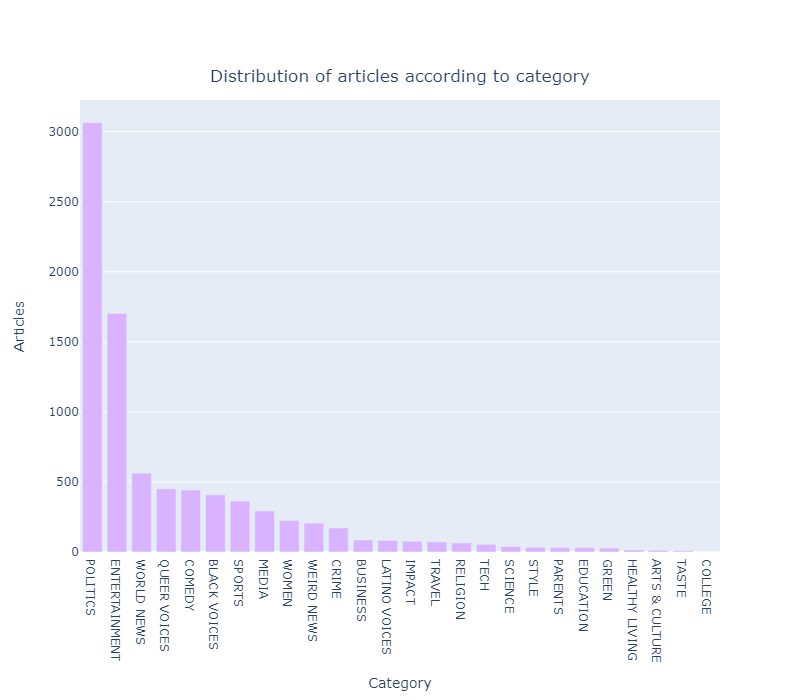 Distribution of articles according to category
3000
2500
2000
1500
1000
500
0
Articles
POLITICS
ENTERTAINMENT
WORLD NEWS
QUEER VOICES
COMEDY
BLACK VOICES
SPORTS
MEDIA
WOMEN
WEIRD NEWS
CRIME
BUSINESS
LATINO VOICES
IMPACT
TRAVEL
RELIGION
TECH
SCIENCE
STYLE
PARENTS
EDUCATION
GREEN
HEALTHY LIVING
ARTS & CULTURE
TASTE
COLLEGE
Category